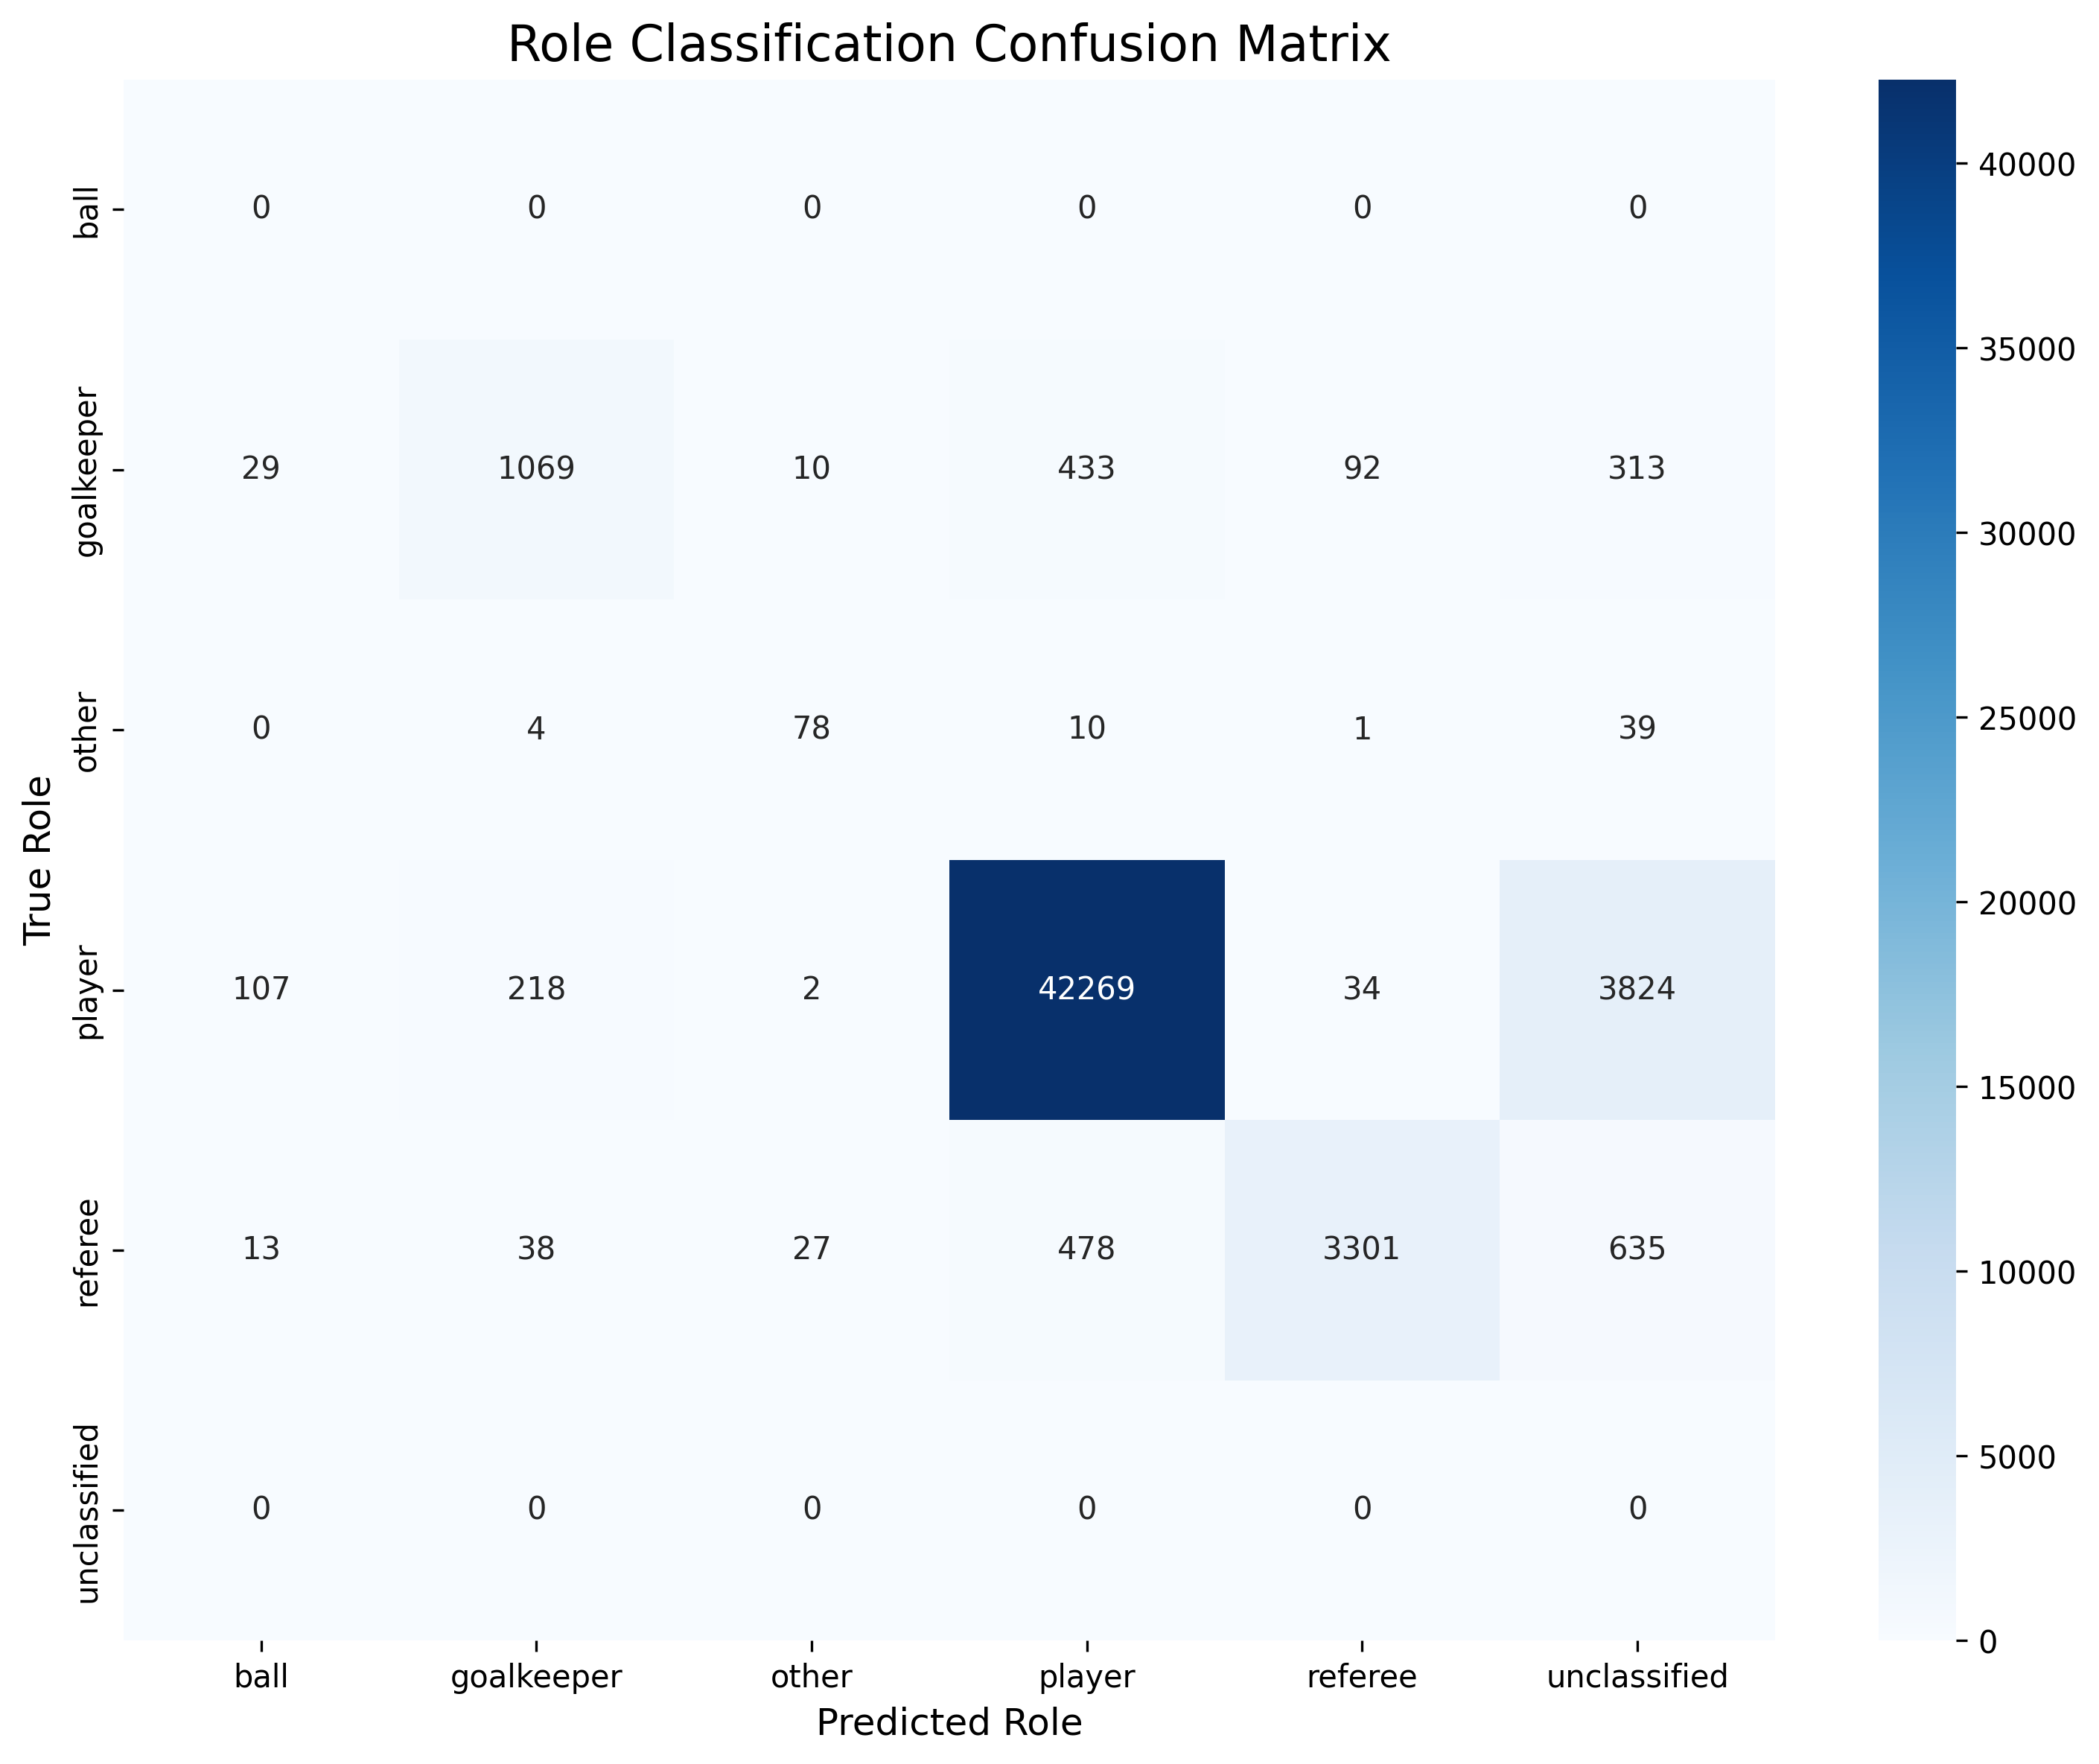 Role Classification Confusion Matrix
True Role
ball 0 0 0 0 0 0
goalkeeper 29 1069 10 433 92 313
other 0 4 78 10 1 39
player 107 218 2 42269 34 3824
referee 13 38 27 478 3301 635
unclassified 0 0 0 0 0 0
ball goalkeeper other player referee unclassified
Predicted Role
40000
35000
30000
25000
20000
15000
10000
5000
0